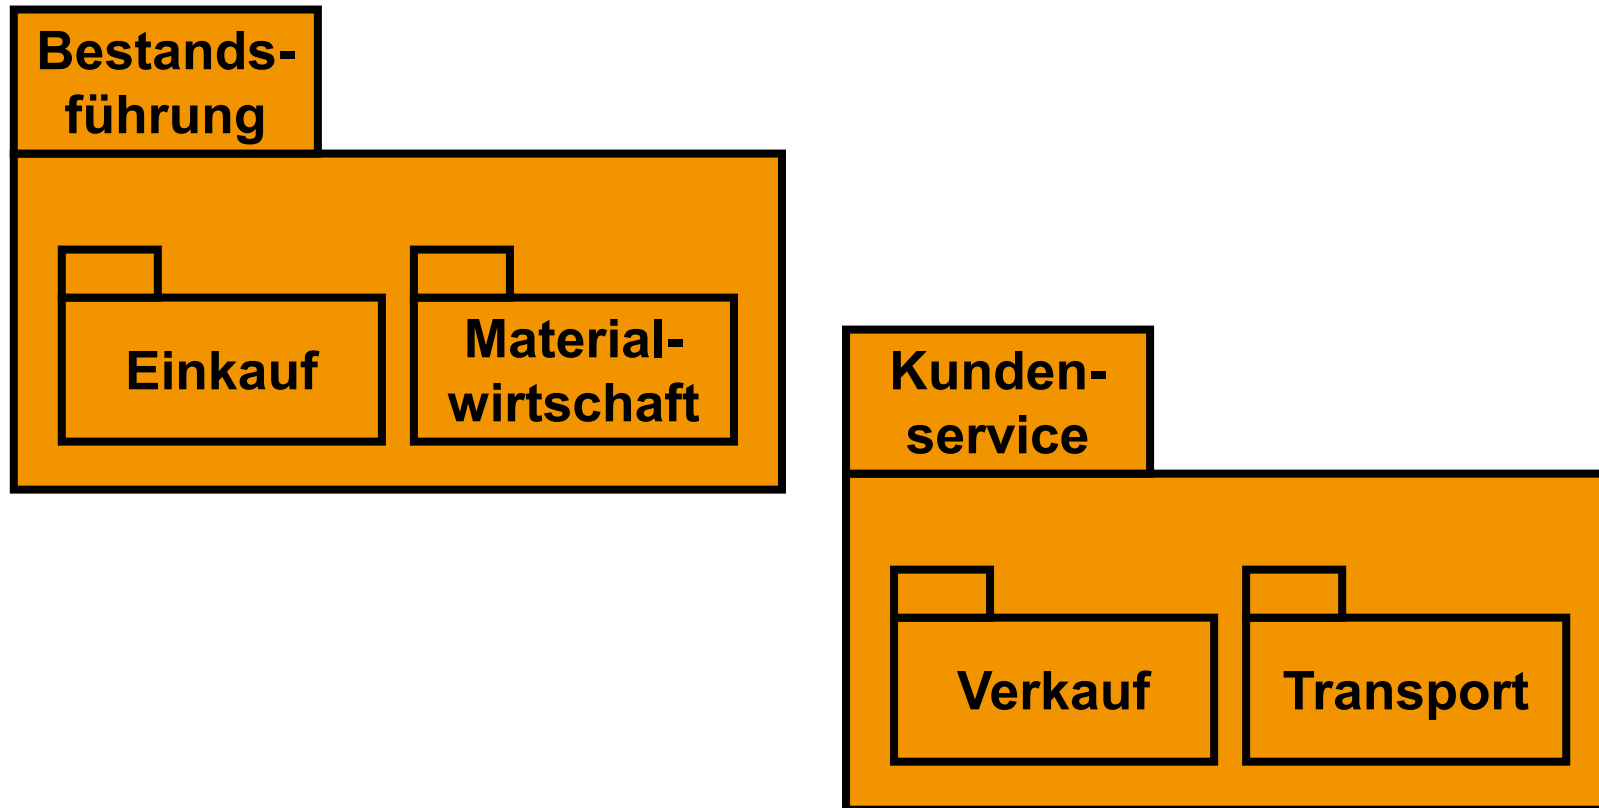 Bestands-
führung
Einkauf
Material-
wirtschaft
Kunden-
service
Verkauf
Transport